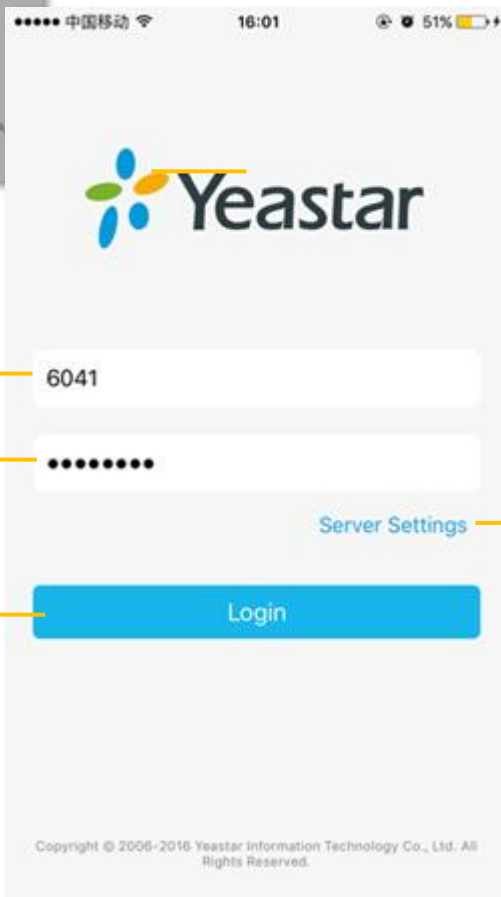 中国移动 16:01 51%
Yeastar
6041
Server Settings
Login
Copyright © 2006-2016 Yeastar Information Technology Co., Ltd. All
Rights Reserved.